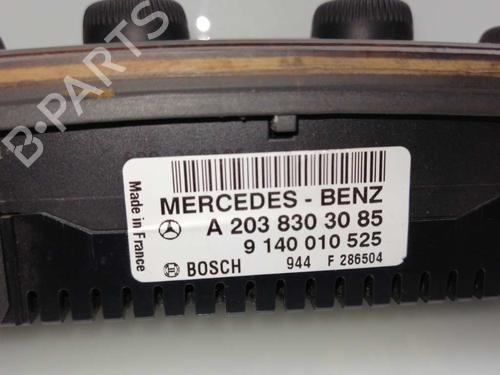 B-PARTS
MERCEDES - BENZ
A 203 830 30 85
9 140 010 525
BOSCH 944 F 286504
Made in France